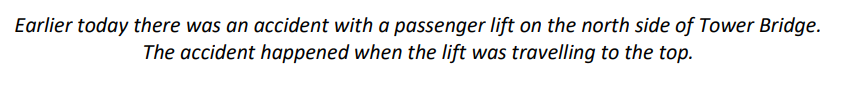 Earlier today there was an accident with a passenger lift on the north side of Tower Bridge.
The accident happened when the lift was travelling to the top.